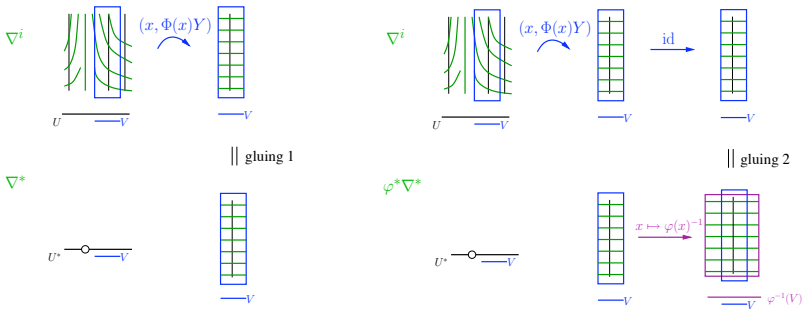 ∇^i
(x, Φ(x)Y)
U
V
V
|| gluing 1
∇*
U*
V
V
∇^i
(x, Φ(x)Y)
id
U
V
V
V
|| gluing 2
φ*∇*
x ↦ φ(x)^{-1}
U*
V
V
φ^{-1}(V)
V